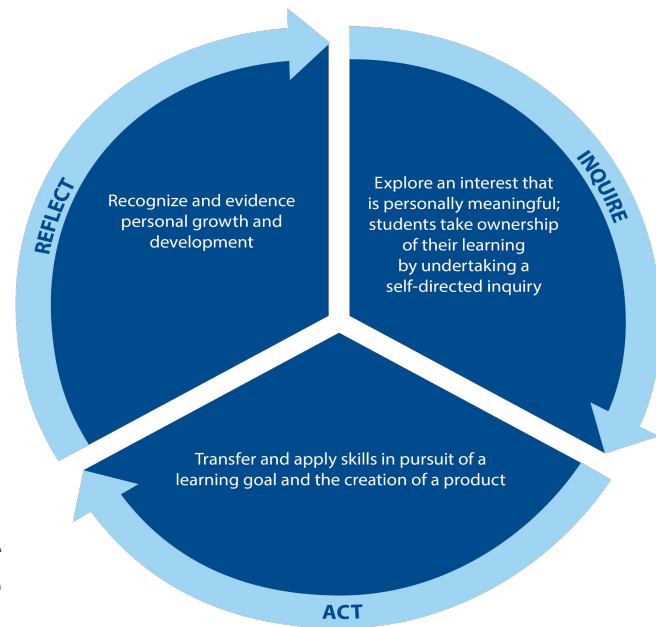 REFLECT
Recognize and evidence
personal growth and
development
INQUIRE
Explore an interest that
is personally meaningful;
students take ownership
of their learning
by undertaking a
self-directed inquiry
Transfer and apply skills in pursuit of a
learning goal and the creation of a product
ACT